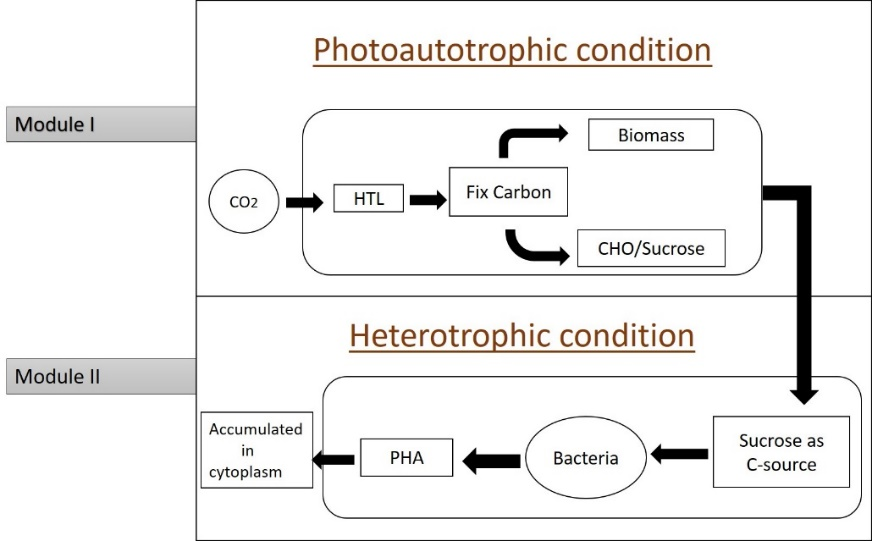 Photoautotrophic condition
Module I
Biomass
CO2
HTL
Fix Carbon
CHO/Sucrose
Heterotrophic condition
Module II
Accumulated
in
cytoplasm
PHA
Bacteria
Sucrose as
C-source